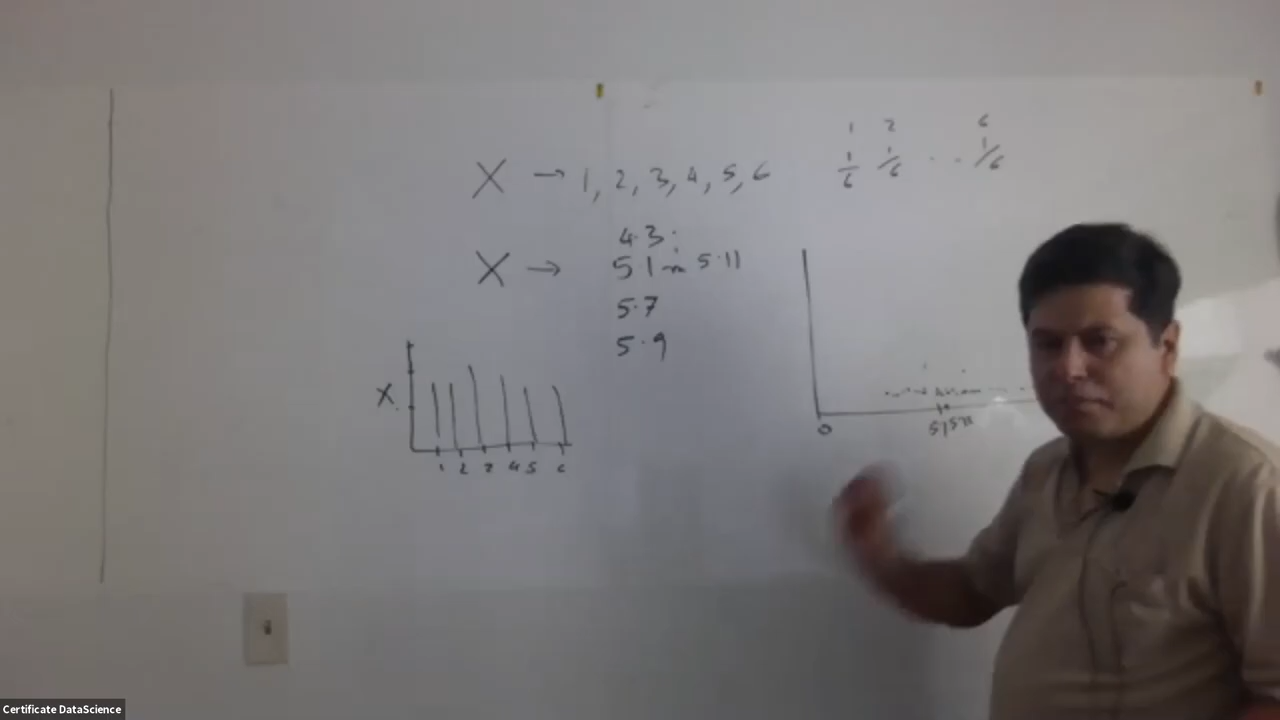 1 2 6
X → 1, 2, 3, 4, 5, 6 1/6 1/6 . . . 1/6
4.3
X → 5.1 5.11
5.7
5.9
X
0
1 2 3 4 5 6
Certificate DataScience